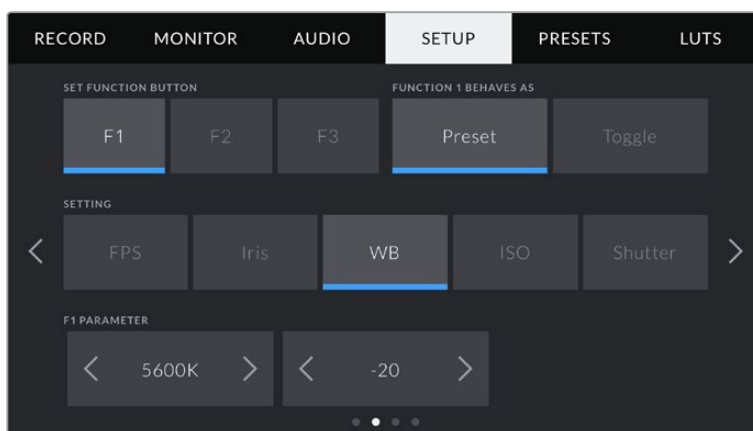 RECORD MONITOR AUDIO SETUP PRESETS LUTS
SET FUNCTION BUTTON FUNCTION 1 BEHAVES AS
F1 F2 F3 Preset Toggle
SETTING
FPS Iris WB ISO Shutter
F1 PARAMETER
5600K -20